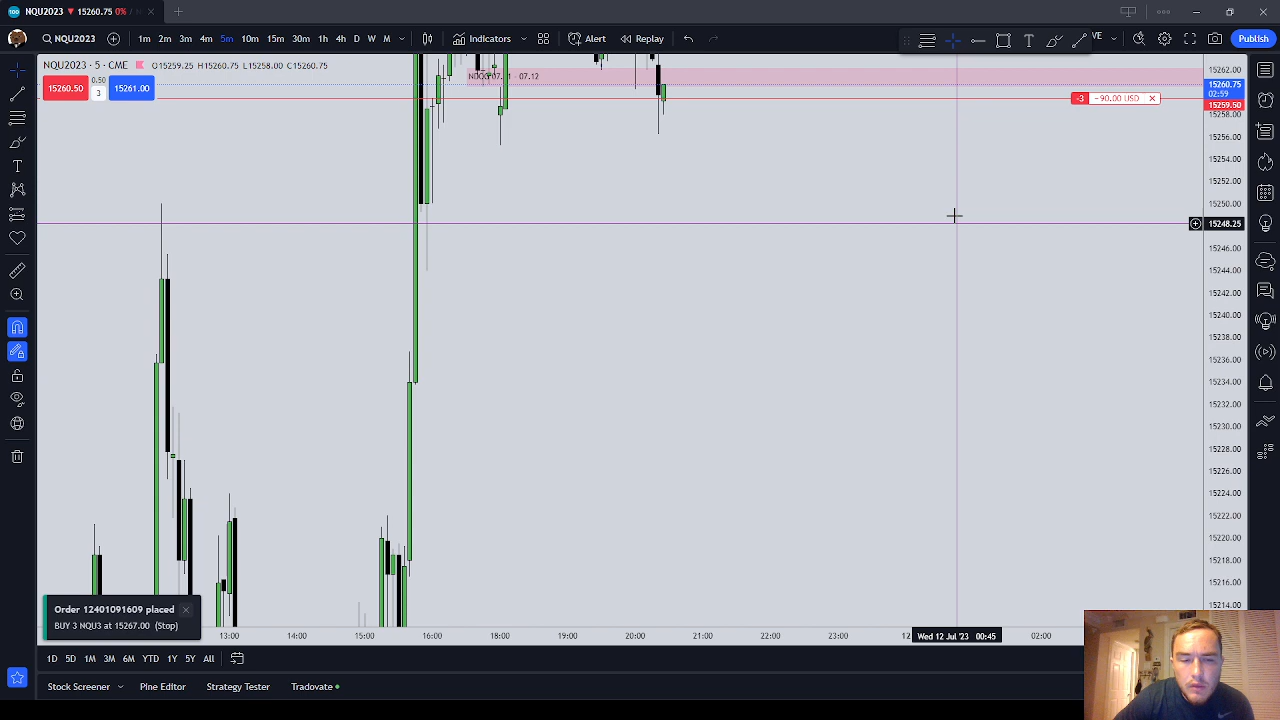 NQU2023 ▼ 15260.75 0% /
NQU2023 1m 2m 3m 4m 5m 10m 15m 30m 1h 4h D W M Indicators Alert Replay VE Publish
NQU2023 · 5 · CME O15259.25 H15260.75 L15258.00 C15260.75
15260.50 0.50 3 15261.00
-3 −90.00 USD
15262.00
15260.75
02:59
15259.50
15258.00
15256.00
15254.00
15252.00
15250.00
15248.25
15246.00
15244.00
15242.00
15240.00
15238.00
15236.00
15234.00
15232.00
15230.00
15228.00
15226.00
15224.00
15222.00
15220.00
15218.00
15216.00
15214.00
Order 12401091609 placed
BUY 3 NQU3 at 15267.00 (Stop)
13:00 14:00 15:00 16:00 18:00 19:00 20:00 21:00 22:00 23:00 Wed 12 Jul '23 00:45 02:00
1D 5D 1M 3M 6M YTD 1Y 5Y All
Stock Screener Pine Editor Strategy Tester Tradovate